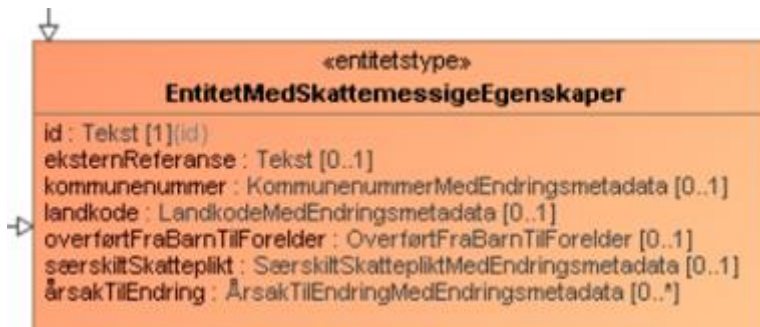 «entitetstype»
EntitetMedSkattemessigeEgenskaper
id : Tekst [1]{id}
eksternReferanse : Tekst [0..1]
kommunenummer : KommunenummerMedEndringsmetadata [0..1]
landkode : LandkodeMedEndringsmetadata [0..1]
overførtFraBarnTilForelder : OverførtFraBarnTilForelder [0..1]
særskiltSkatteplikt : SærskiltSkattepliktMedEndringsmetadata [0..1]
årsakTilEndring : ÅrsakTilEndringMedEndringsmetadata [0..*]